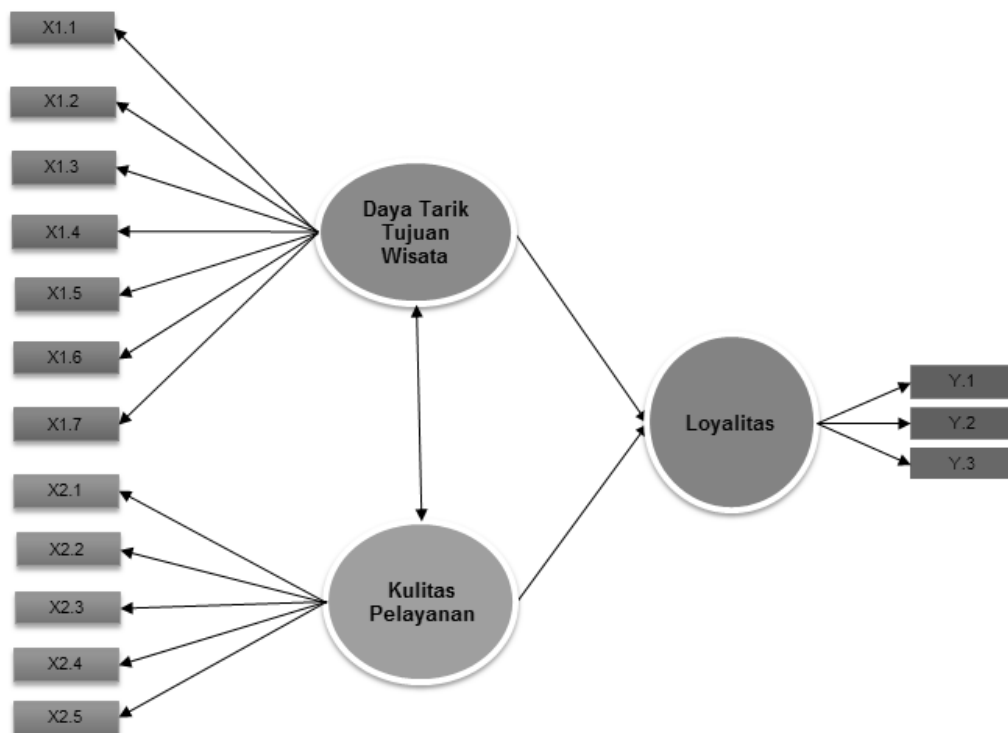 X1.1
X1.2
X1.3
X1.4
X1.5
X1.6
X1.7
Daya Tarik
Tujuan
Wisata
X2.1
X2.2
X2.3
X2.4
X2.5
Kulitas
Pelayanan
Loyalitas
Y.1
Y.2
Y.3